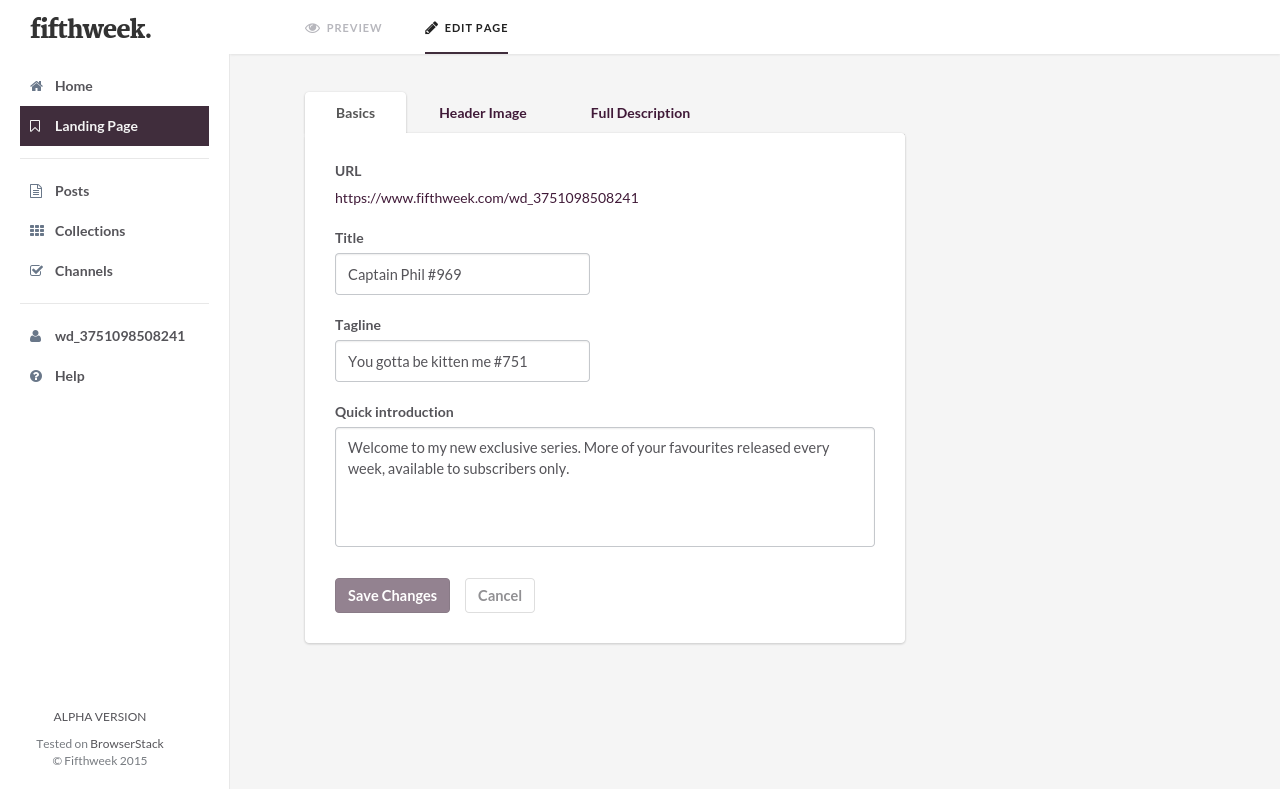 fifthweek.
PREVIEW
EDIT PAGE
Home
Landing Page
Posts
Collections
Channels
wd_3751098508241
Help
ALPHA VERSION
Tested on BrowserStack
© Fifthweek 2015
Basics
Header Image
Full Description
URL
https://www.fifthweek.com/wd_3751098508241
Title
Captain Phil #969
Tagline
You gotta be kitten me #751
Quick introduction
Welcome to my new exclusive series. More of your favourites released every
week, available to subscribers only.
Save Changes
Cancel